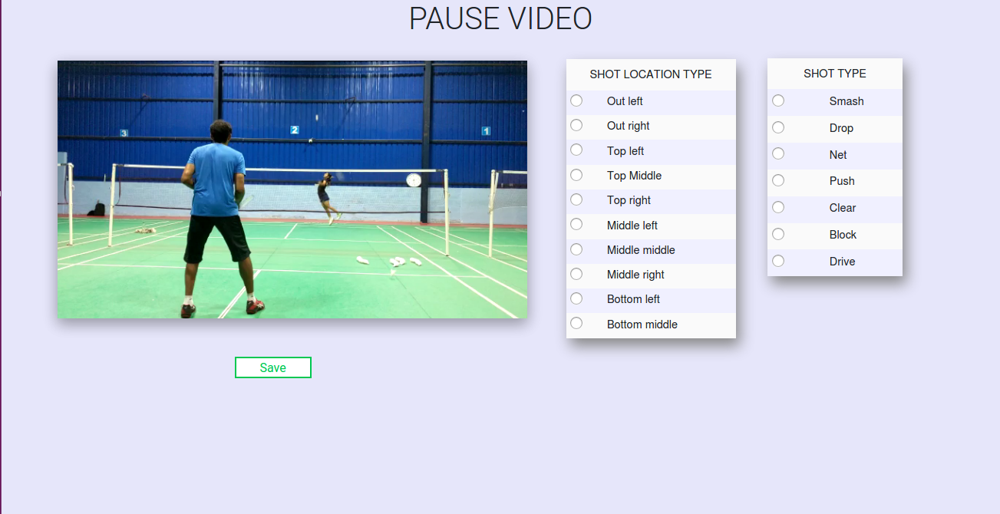 PAUSE VIDEO
3
2
1
Save
SHOT LOCATION TYPE
Out left
Out right
Top left
Top Middle
Top right
Middle left
Middle middle
Middle right
Bottom left
Bottom middle
SHOT TYPE
Smash
Drop
Net
Push
Clear
Block
Drive